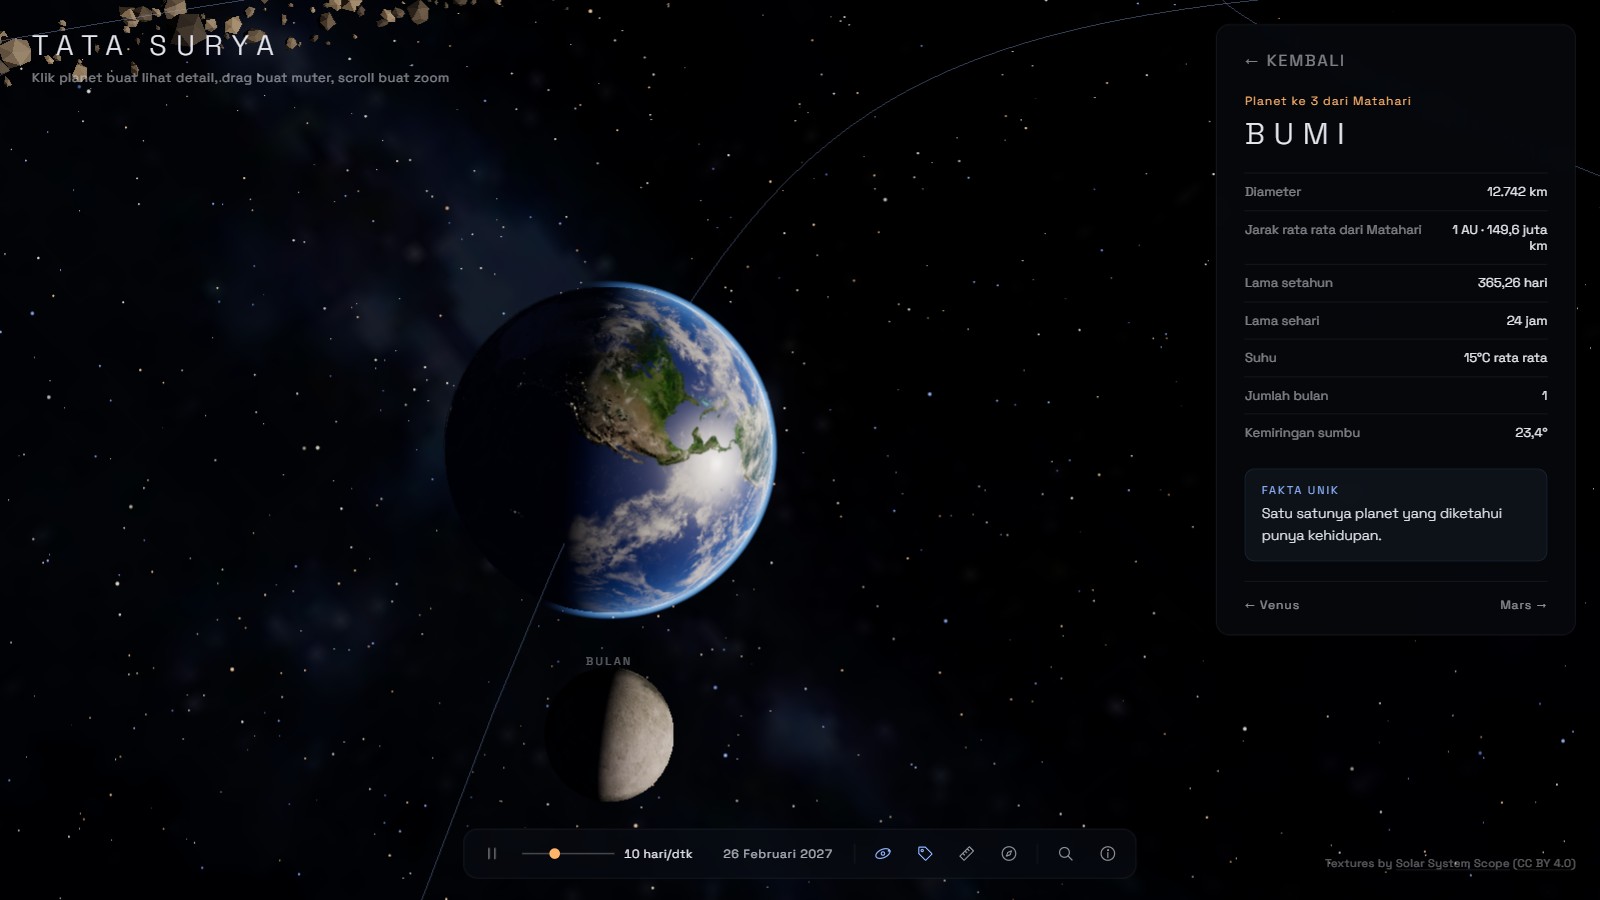 TATA SURYA
Klik planet buat lihat detail, drag buat muter, scroll buat zoom
← KEMBALI
Planet ke 3 dari Matahari
BUMI
Diameter 12.742 km
Jarak rata rata dari Matahari 1 AU · 149,6 juta
km
Lama setahun 365,26 hari
Lama sehari 24 jam
Suhu 15°C rata rata
Jumlah bulan 1
Kemiringan sumbu 23,4°
FAKTA UNIK
Satu satunya planet yang diketahui
punya kehidupan.
← Venus Mars →
BULAN
10 hari/dtk 26 Februari 2027
Textures by Solar System Scope (CC BY 4.0)